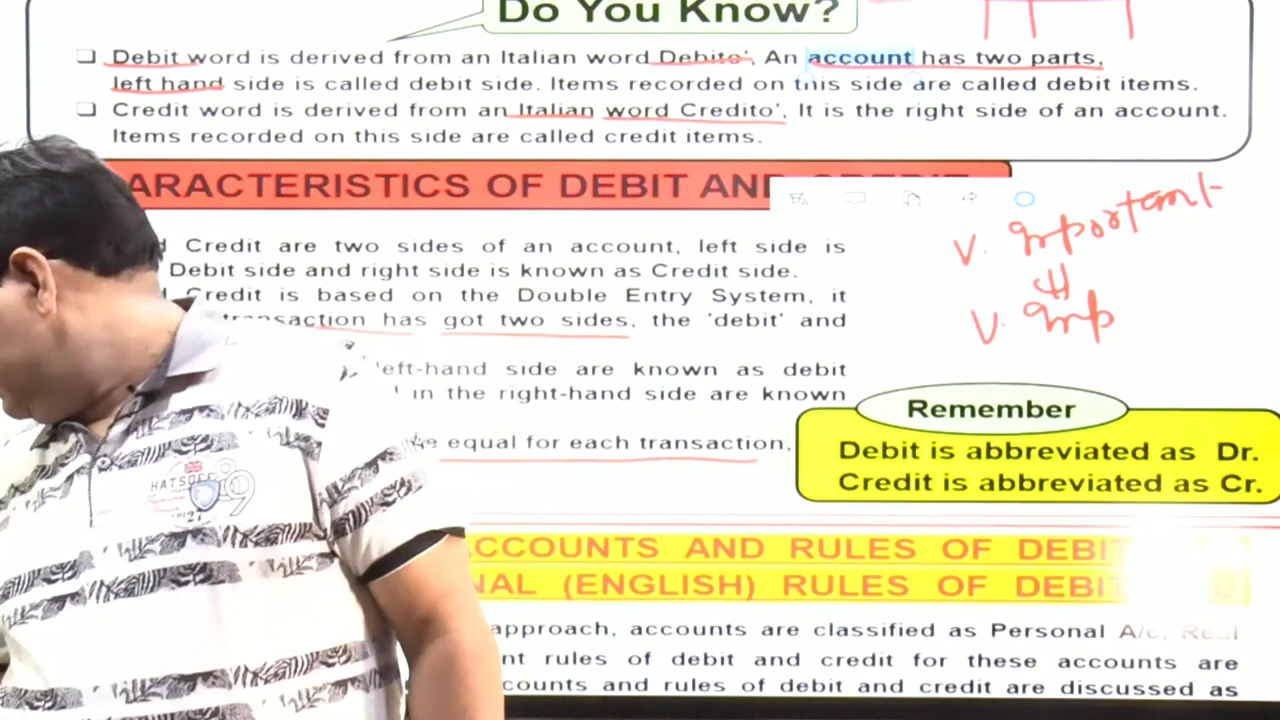 Do You Know?
❑ Debit word is derived from an Italian word Debito'. An account has two parts,
left hand side is called debit side. Items recorded on this side are called debit items.
❑ Credit word is derived from an Italian word Credito'. It is the right side of an account.
Items recorded on this side are called credit items.
ARACTERISTICS OF DEBIT AND
Credit are two sides of an account, left side is
Debit side and right side is known as Credit side.
Credit is based on the Double Entry System, it
transaction has got two sides, the 'debit' and
left-hand side are known as debit
in the right-hand side are known
equal for each transaction,
V. Important
V. Imp
Remember
Debit is abbreviated as Dr.
Credit is abbreviated as Cr.
ACCOUNTS AND RULES OF DEBIT
NAL (ENGLISH) RULES OF DEBIT
approach, accounts are classified as Personal A/c, Real
nt rules of debit and credit for these accounts are
counts and rules of debit and credit are discussed as
HATSOFF